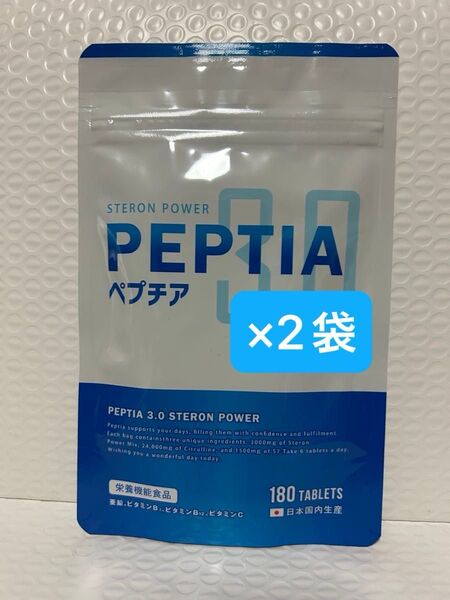 STERON POWER
3.0
PEPTIA
ペプチア
×2袋
PEPTIA 3.0 STERON POWER
Peptia supports your days, filling them with confidence and fulfillment.
Each bag containsthree unique ingredients, 3000mg of Steron
Power Mix, 24,000mg of Citrulline, and 1500mg of S7 Take 6 tablets a day.
Wishing you a wonderful day today.
栄養機能食品
亜鉛、ビタミンB₁、ビタミンB₁₂、ビタミンC
180 TABLETS
日本国内生産